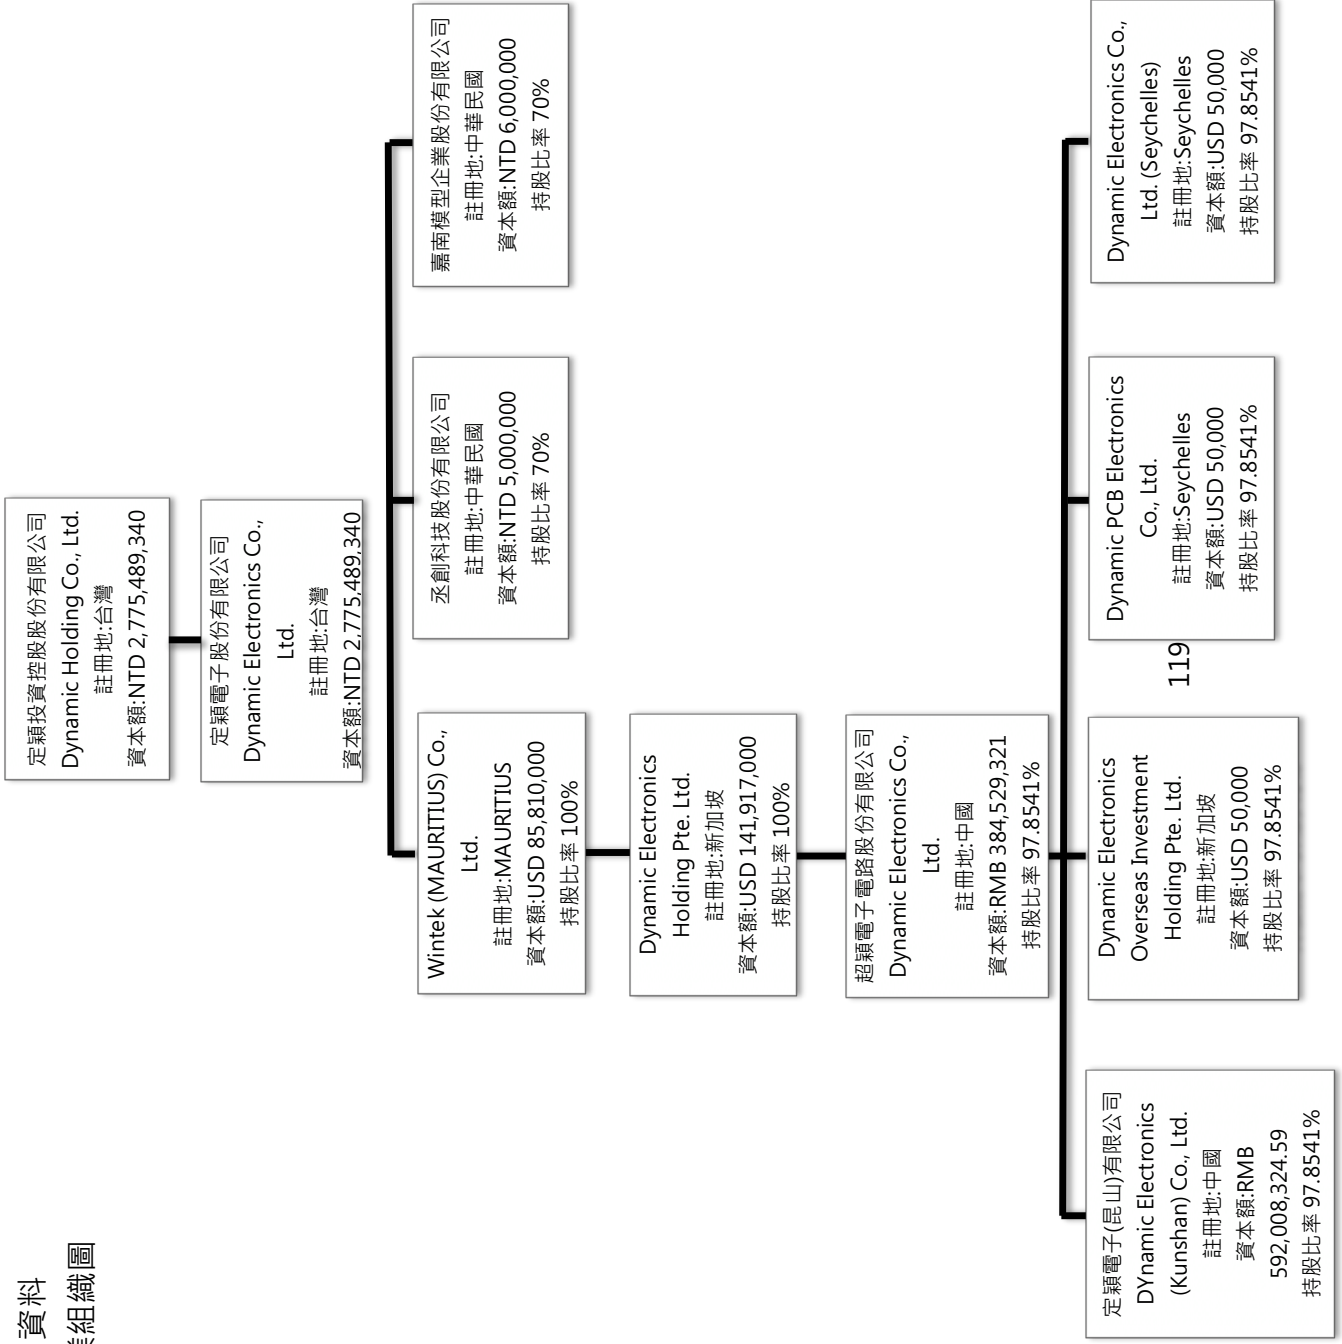 資料
組織圖
定穎投資控股股份有限公司
Dynamic Holding Co., Ltd.
註冊地:台灣
資本額:NTD 2,775,489,340
定穎電子股份有限公司
Dynamic Electronics Co.,
Ltd.
註冊地:台灣
資本額:NTD 2,775,489,340
Wintek (MAURITIUS) Co.,
Ltd.
註冊地:MAURITIUS
資本額:USD 85,810,000
持股比率 100%
丞創科技股份有限公司
註冊地:中華民國
資本額:NTD 5,000,000
持股比率 70%
嘉南模型企業股份有限公司
註冊地:中華民國
資本額:NTD 6,000,000
持股比率 70%
Dynamic Electronics
Holding Pte. Ltd.
註冊地:新加坡
資本額:USD 141,917,000
持股比率 100%
超穎電子電路股份有限公司
Dynamic Electronics Co.,
Ltd.
註冊地:中國
資本額:RMB 384,529,321
持股比率 97.8541%
定穎電子(昆山)有限公司
DYnamic Electronics
(Kunshan) Co., Ltd.
註冊地:中國
資本額:RMB
592,008,324.59
持股比率 97.8541%
Dynamic Electronics
Overseas Investment
Holding Pte. Ltd.
註冊地:新加坡
資本額:USD 50,000
持股比率 97.8541%
Dynamic PCB Electronics
Co., Ltd.
註冊地:Seychelles
資本額:USD 50,000
持股比率 97.8541%
Dynamic Electronics Co.,
Ltd. (Seychelles)
註冊地:Seychelles
資本額:USD 50,000
持股比率 97.8541%
119